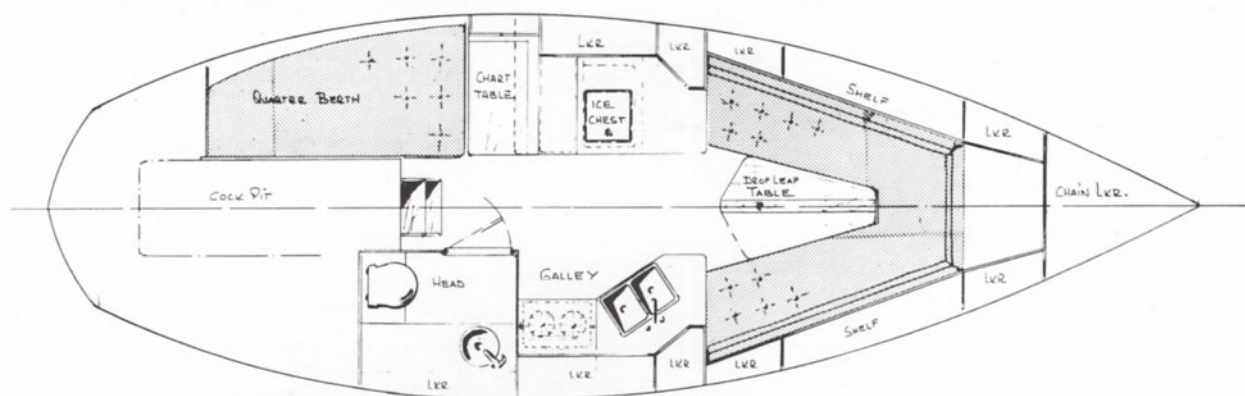 LKR
LKR
LKR
QUARTER BERTH
CHART
TABLE
ICE
CHEST
SHELF
LKR
DROP LEAF
TABLE
COCK PIT
CHAIN LKR.
HEAD
GALLEY
LKR
SHELF
LKR
LKR
LKR
LKR